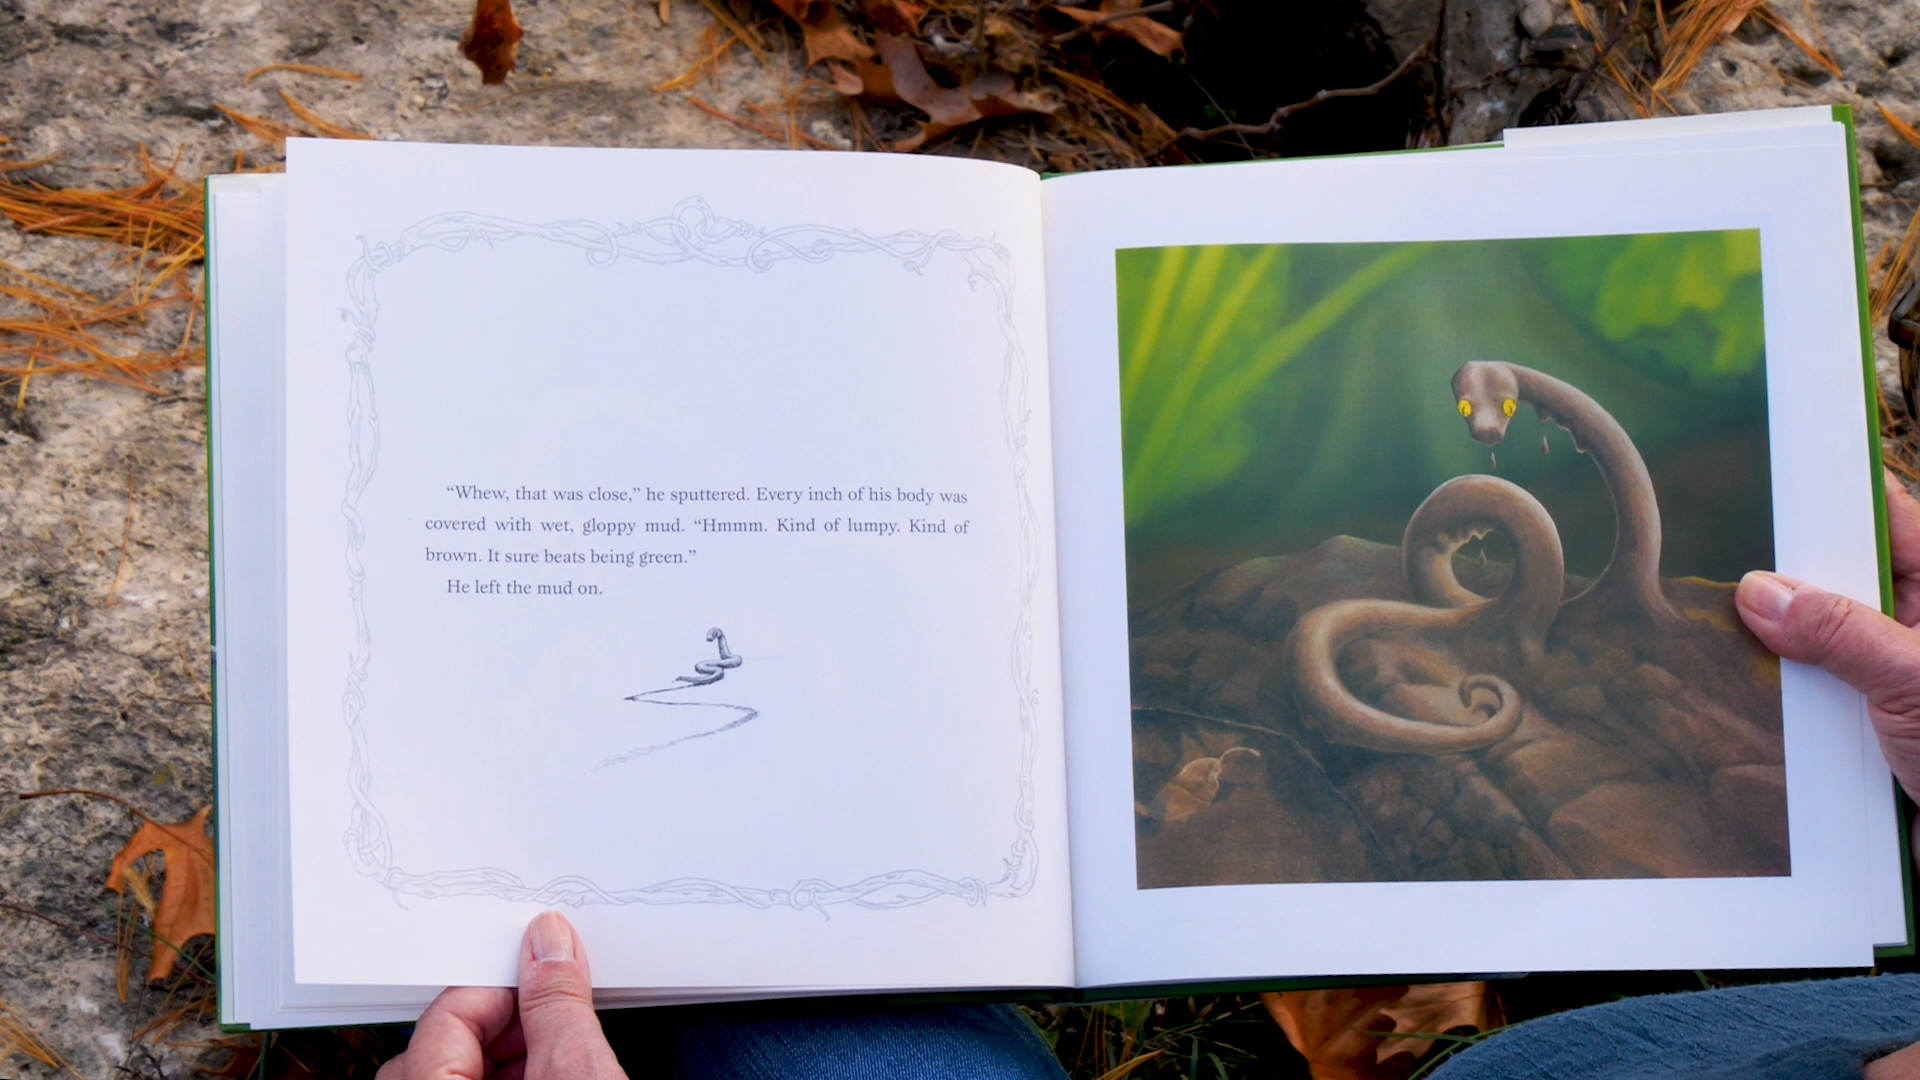 “Whew, that was close,” he sputtered. Every inch of his body was
covered with wet, gloppy mud. “Hmmm. Kind of lumpy. Kind of
brown. It sure beats being green.”
He left the mud on.